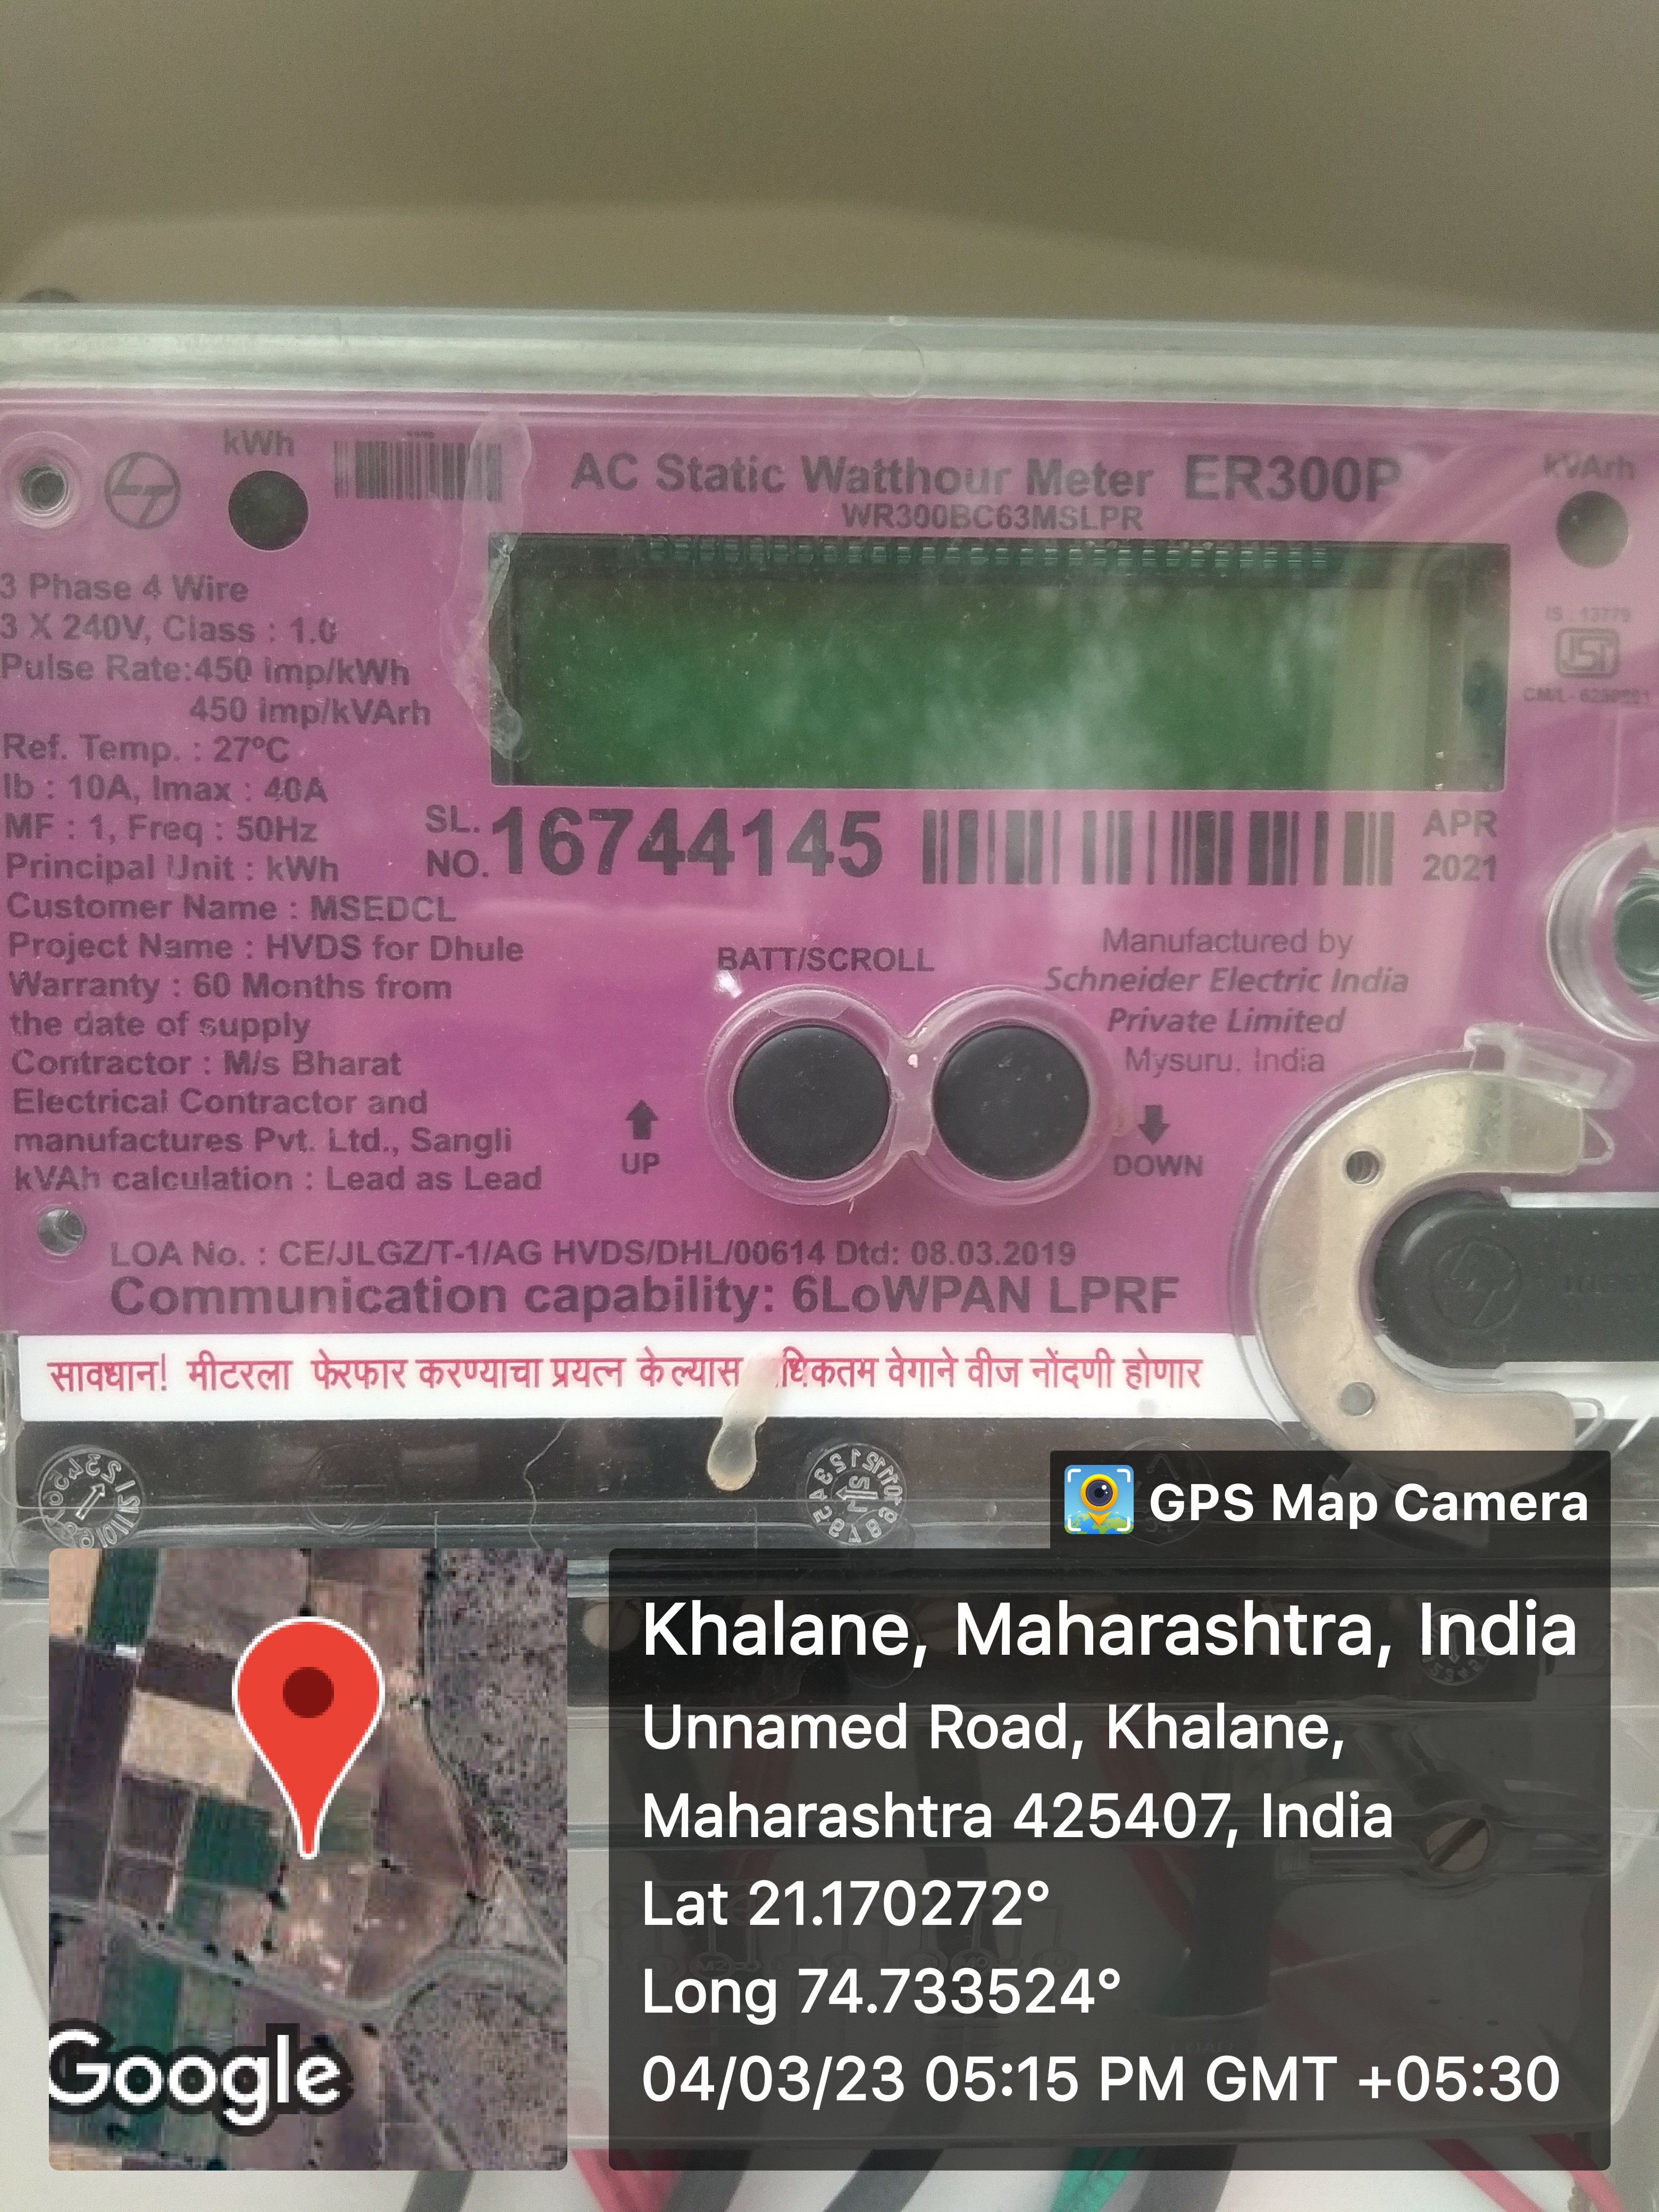 kWh
AC Static Watthour Meter ER300P
kVArh
WR300BC63MSLPR
3 Phase 4 Wire
3 X 240V, Class : 1.0
Pulse Rate:450 imp/kWh
450 imp/kVArh
Ref. Temp. : 27ºC
Ib : 10A, Imax : 40A
MF : 1, Freq : 50Hz
Principal Unit : kWh
Customer Name : MSEDCL
Project Name : HVDS for Dhule
Warranty : 60 Months from
the date of supply
Contractor : M/s Bharat
Electrical Contractor and
manufactures Pvt. Ltd., Sangli
kVAh calculation : Lead as Lead
IS : 13779
ISI
SL.
NO. 16744145
APR
2021
BATT/SCROLL
Manufactured by
Schneider Electric India
Private Limited
Mysuru. India
UP
DOWN
LOA No. : CE/JLGZ/T-1/AG HVDS/DHL/00614 Dtd: 08.03.2019
Communication capability: 6LoWPAN LPRF
सावधान! मीटरला फेरफार करण्याचा प्रयत्न केल्यास वेगाने वीज नोंदणी होणार
GPS Map Camera
Khalane, Maharashtra, India
Unnamed Road, Khalane,
Maharashtra 425407, India
Lat 21.170272°
Long 74.733524°
04/03/23 05:15 PM GMT +05:30
Google